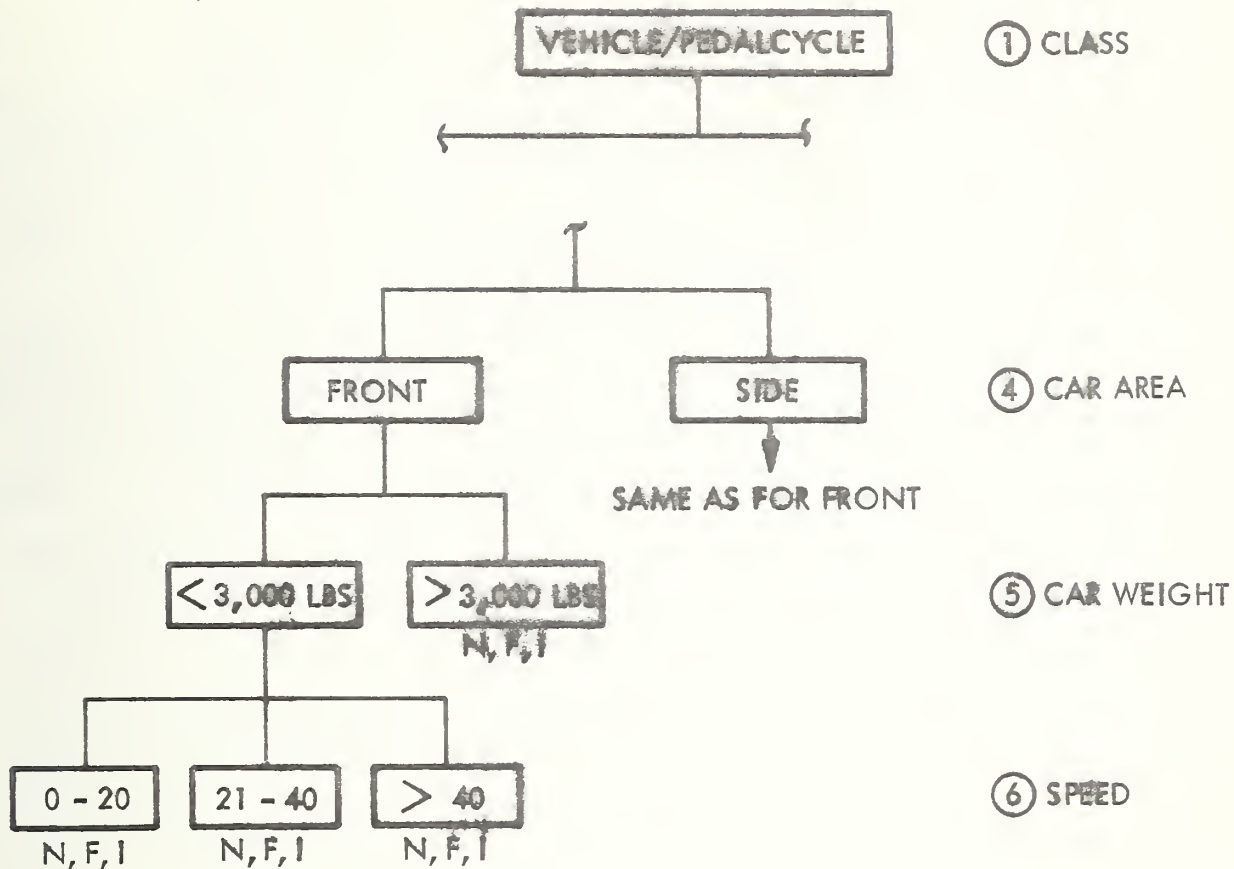 VEHICLE/PEDALCYCLE
1 CLASS
FRONT
SIDE
4 CAR AREA
SAME AS FOR FRONT
< 3,000 LBS
> 3,000 LBS
5 CAR WEIGHT
N, F, I
0 - 20
21 - 40
> 40
6 SPEED
N, F, I
N, F, I
N, F, I